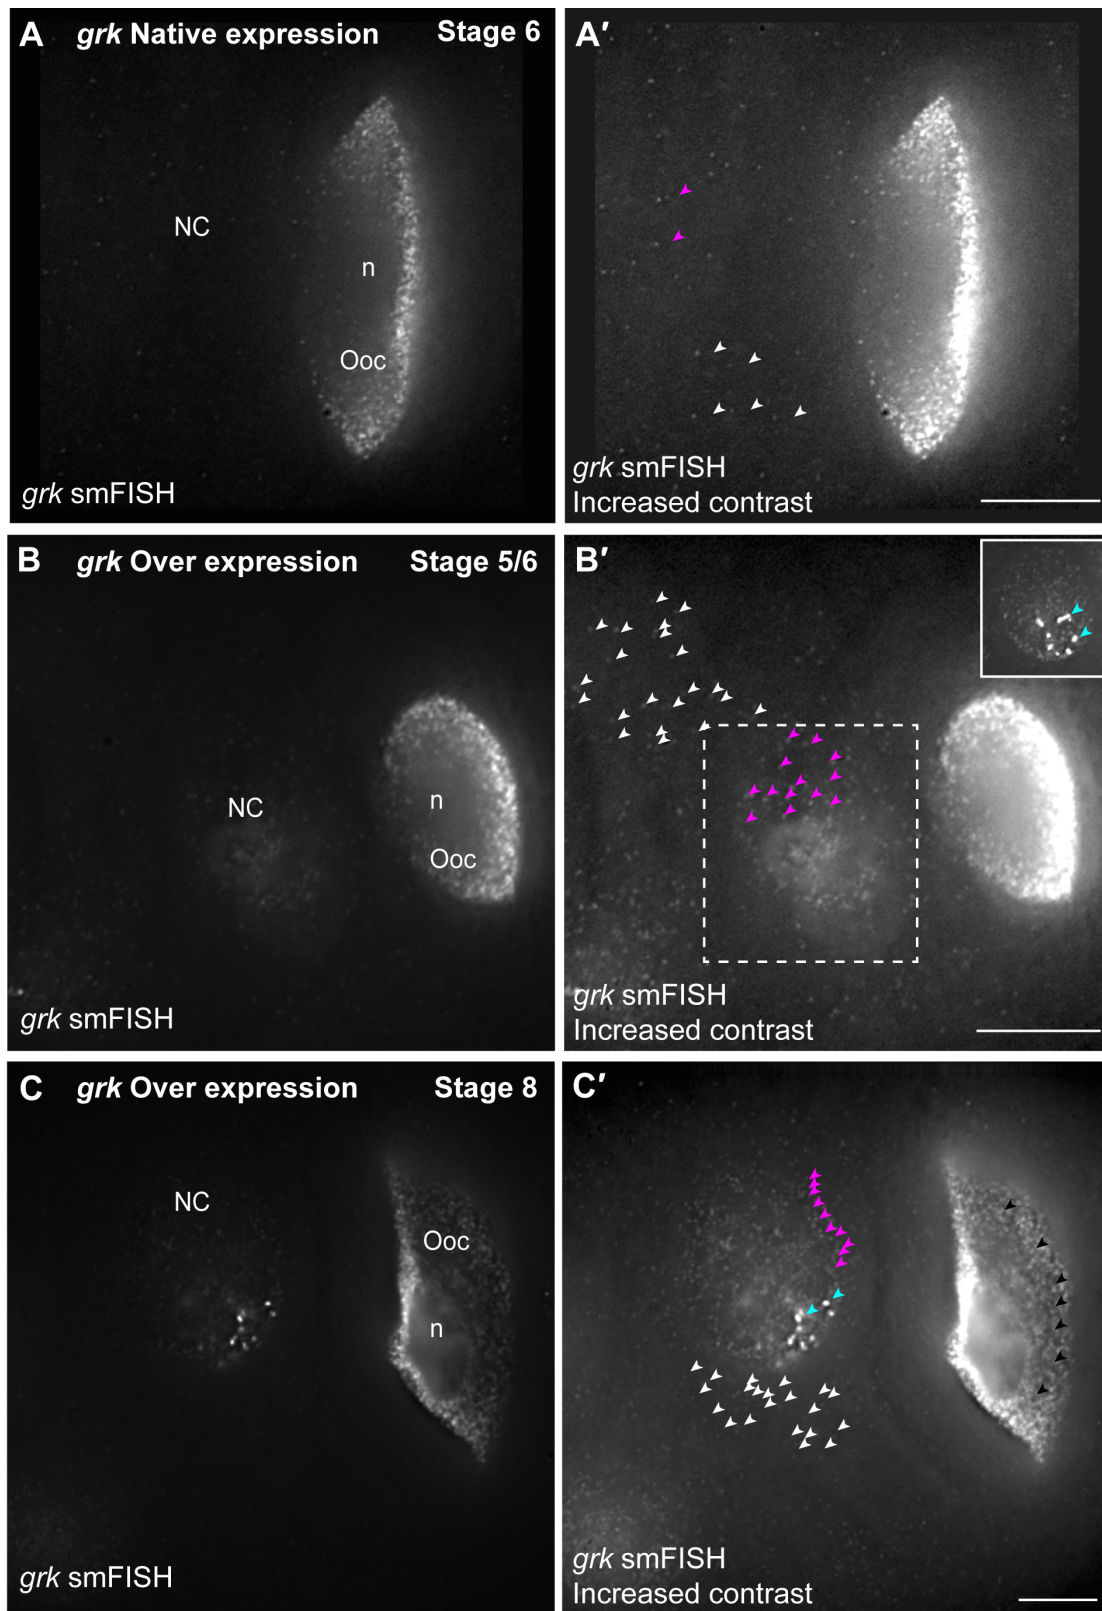 A grk Native expression Stage 6
NC
n
Ooc
grk smFISH
A′
grk smFISH
Increased contrast
B grk Over expression Stage 5/6
NC
n
Ooc
grk smFISH
B′
grk smFISH
Increased contrast
C grk Over expression Stage 8
NC
Ooc
n
grk smFISH
C′
grk smFISH
Increased contrast